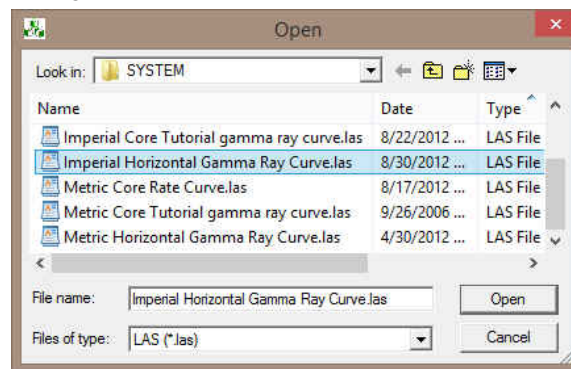 Open
Look in: SYSTEM
Name Date Type
Imperial Core Tutorial gamma ray curve.las 8/22/2012 ... LAS File
Imperial Horizontal Gamma Ray Curve.las 8/30/2012 ... LAS File
Metric Core Rate Curve.las 8/17/2012 ... LAS File
Metric Core Tutorial gamma ray curve.las 9/26/2006 ... LAS File
Metric Horizontal Gamma Ray Curve.las 4/30/2012 ... LAS File
File name: Imperial Horizontal Gamma Ray Curve.las Open
Files of type: LAS (*.las) Cancel